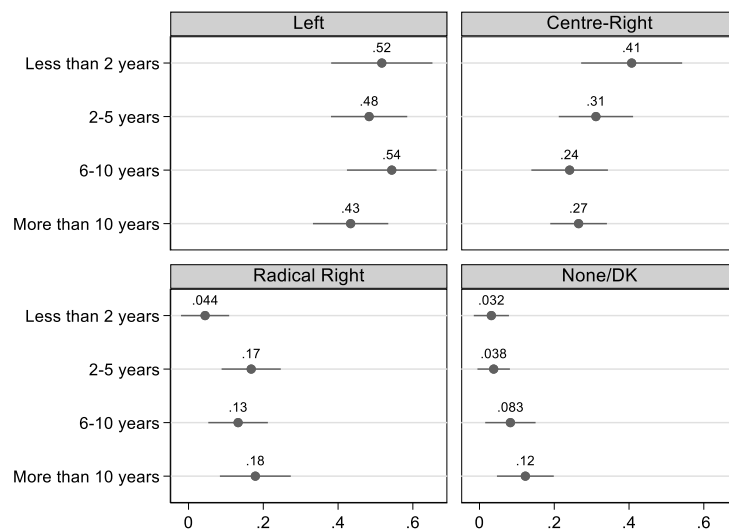 Left Centre-Right
Less than 2 years .52 .41
2-5 years .48 .31
6-10 years .54 .24
More than 10 years .43 .27
Radical Right None/DK
Less than 2 years .044 .032
2-5 years .17 .038
6-10 years .13 .083
More than 10 years .18 .12
0 .2 .4 .6 0 .2 .4 .6